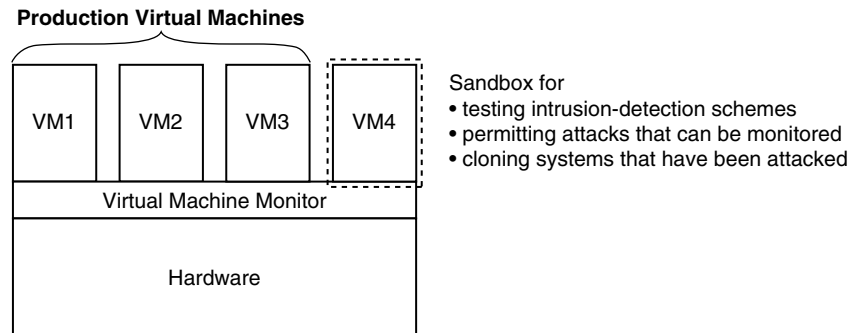 Production Virtual Machines
VM1
VM2
VM3
VM4
Sandbox for
• testing intrusion-detection schemes
• permitting attacks that can be monitored
• cloning systems that have been attacked
Virtual Machine Monitor
Hardware